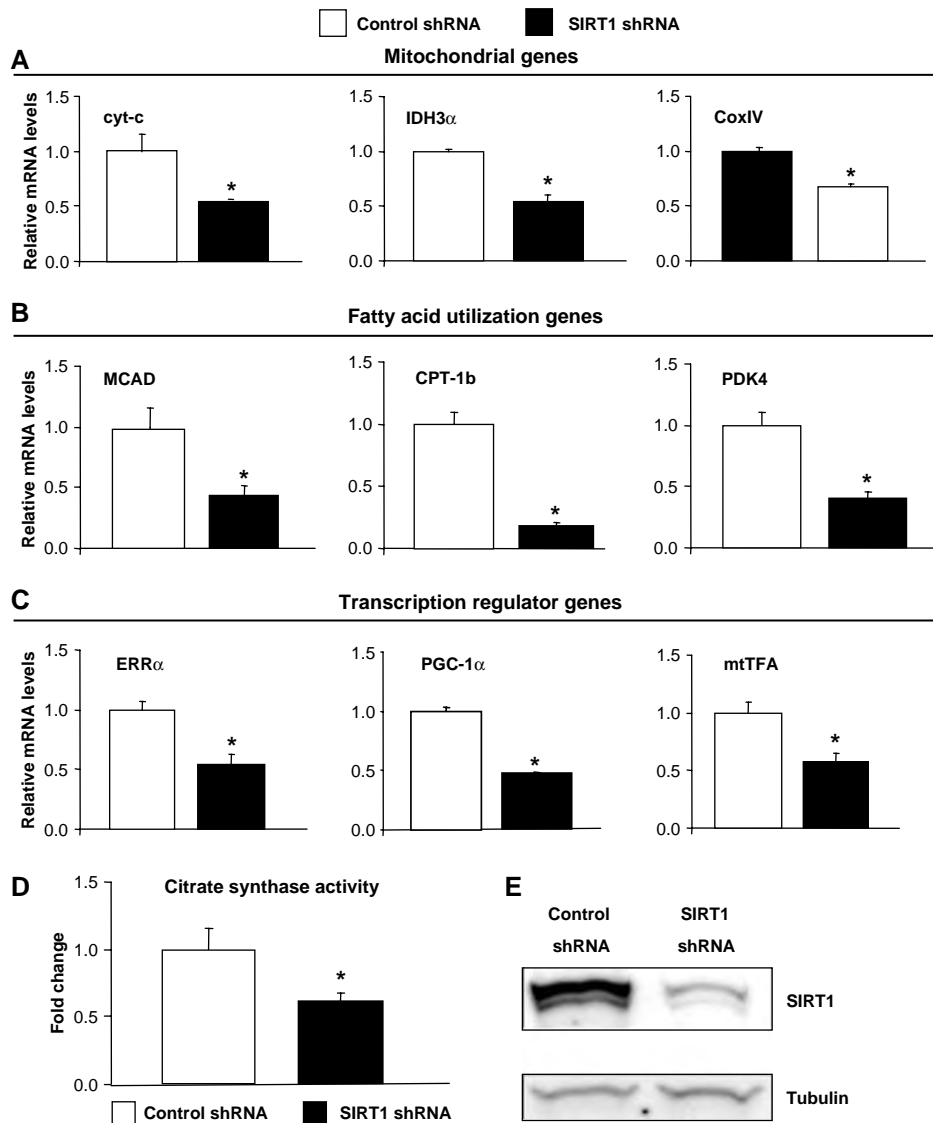 Control shRNA SIRT1 shRNA
A Mitochondrial genes
Relative mRNA levels
1.5
1.0
0.5
0.0
cyt-c
*
1.5
1.0
0.5
0.0
IDH3α
*
1.5
1.0
0.5
0.0
CoxIV
*
B Fatty acid utilization genes
Relative mRNA levels
1.5
1.0
0.5
0.0
MCAD
*
1.5
1.0
0.5
0.0
CPT-1b
*
1.5
1.0
0.5
0.0
PDK4
*
C Transcription regulator genes
Relative mRNA levels
1.5
1.0
0.5
0.0
ERRα
*
1.5
1.0
0.5
0.0
PGC-1α
*
1.5
1.0
0.5
0.0
mtTFA
*
D Citrate synthase activity
Fold change
1.5
1.0
0.5
0.0
*
Control shRNA SIRT1 shRNA
E
Control SIRT1
shRNA shRNA
SIRT1
Tubulin